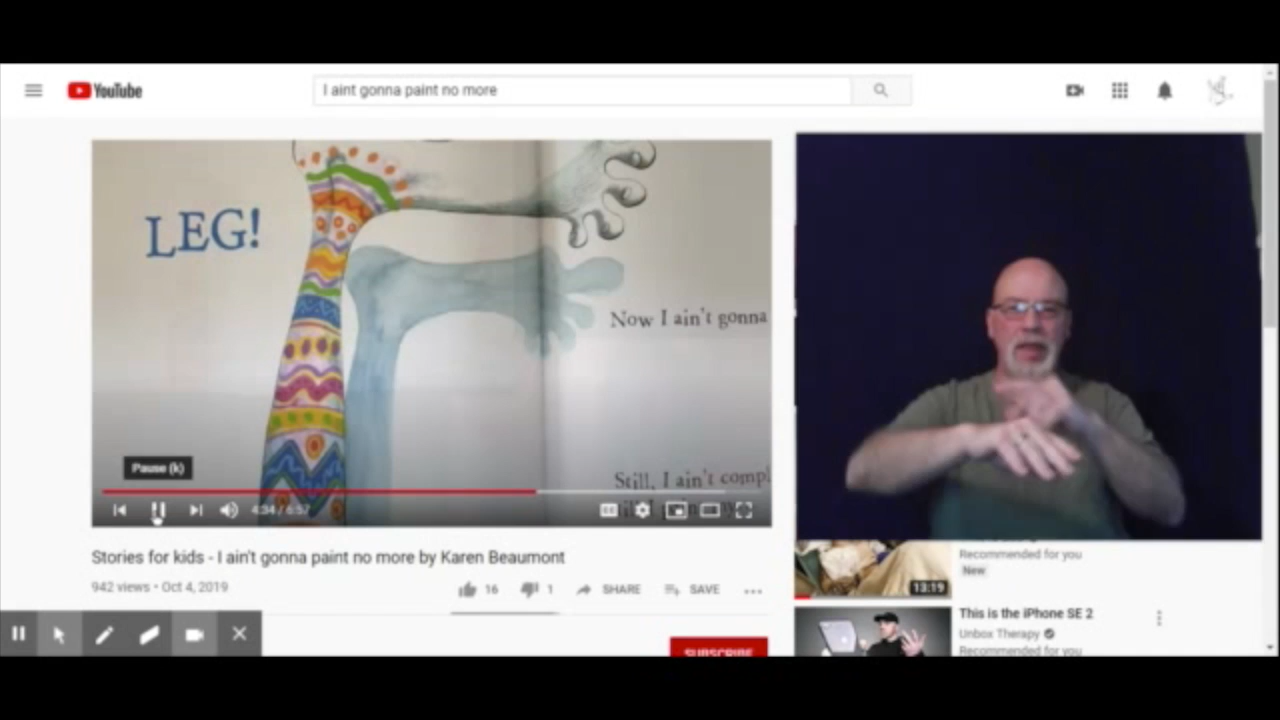 YouTube
I aint gonna paint no more
LEG!
Now I ain't gonna
Still, I ain't compl
Pause (k)
4:34 / 6:57
Stories for kids - I ain't gonna paint no more by Karen Beaumont
942 views • Oct 4, 2019
16
1
SHARE
SAVE
SUBSCRIBE
Recommended for you
New
13:19
This is the iPhone SE 2
Unbox Therapy
Recommended for you